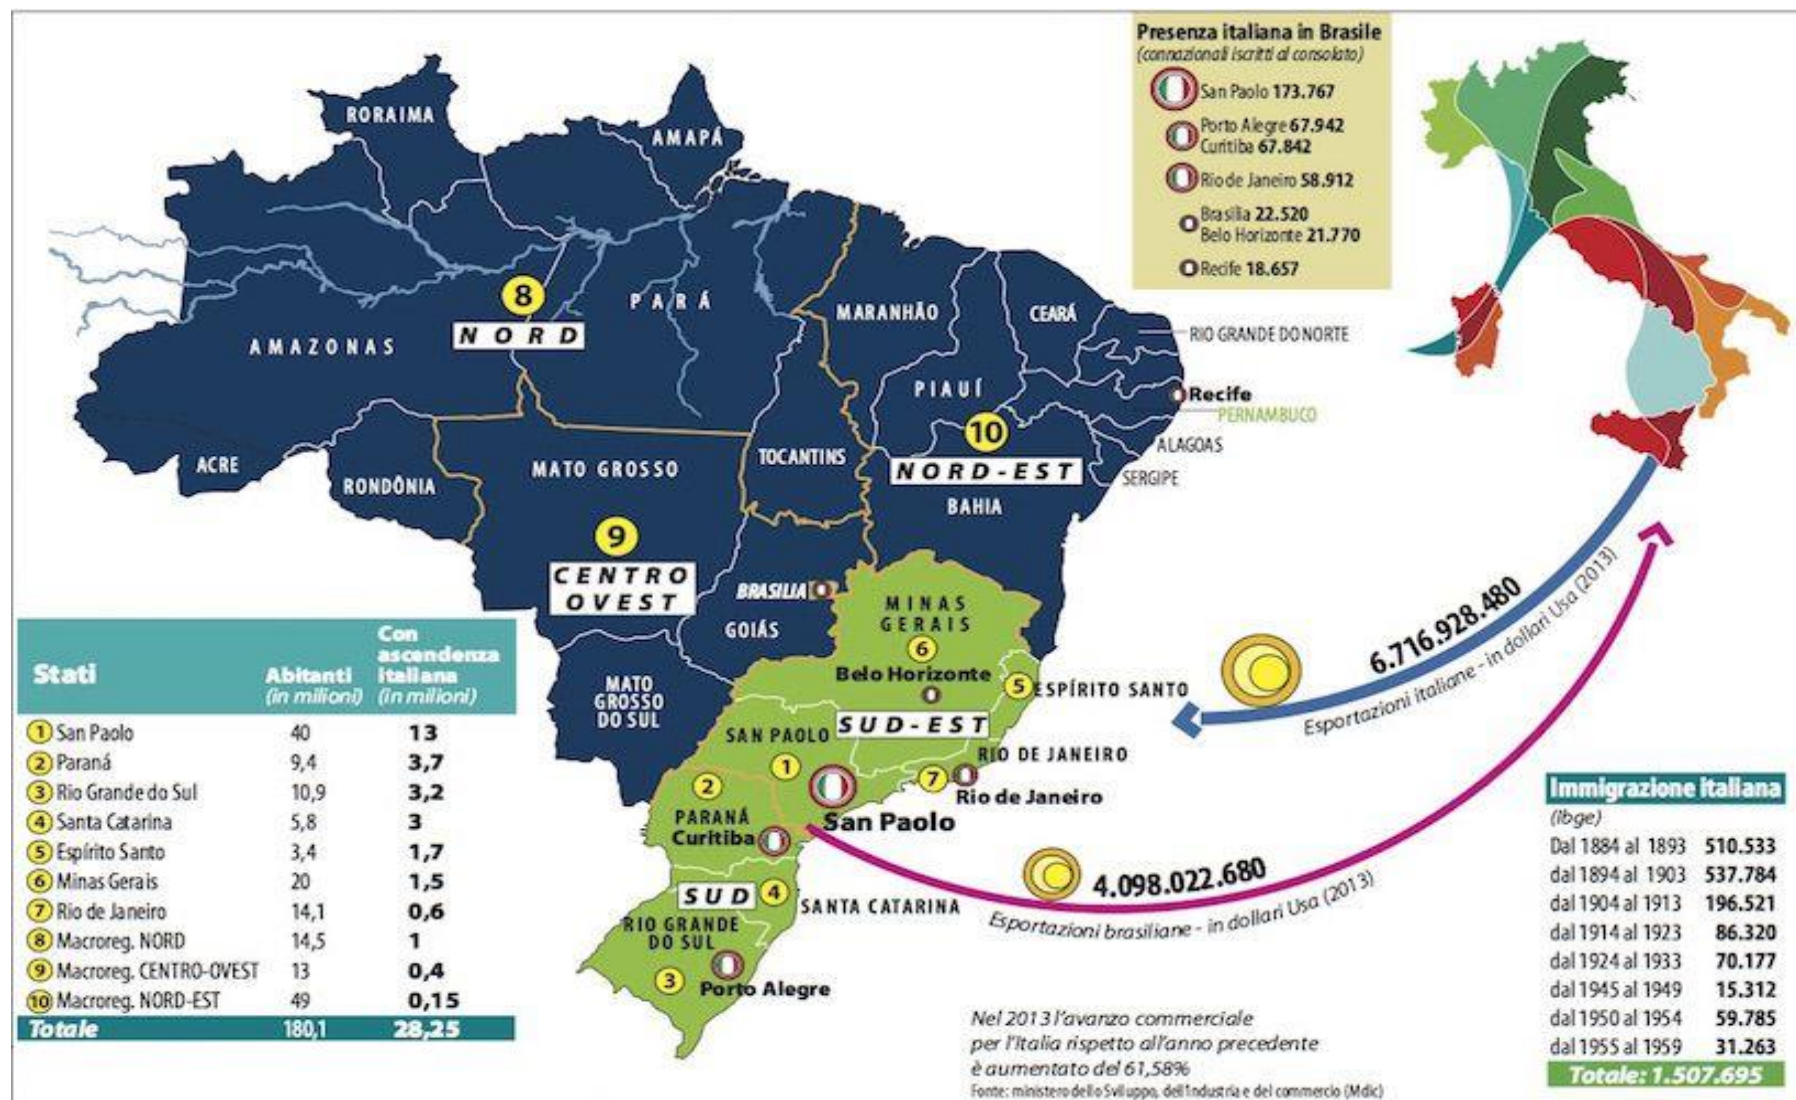 Presenza italiana in Brasile
(connazionali iscritti al consolato)
San Paolo 173.767
Porto Alegre 67.942
Curitiba 67.842
Rio de Janeiro 58.912
Brasilia 22.520
Belo Horizonte 21.770
Recife 18.657
RORAIMA
AMAPÁ
8
NORD
PARÁ
AMAZONAS
MARANHÃO
CEARÁ
RIO GRANDE DO NORTE
PIAUÍ
Recife
PERNAMBUCO
10
NORD-EST
ALAGOAS
SERGIPE
ACRE
RONDÔNIA
MATO GROSSO
TOCANTINS
BAHIA
9
CENTRO
OVEST
BRASILIA
GOIÁS
MINAS
GERAIS
6
Belo Horizonte
5 ESPÍRITO SANTO
MATO
GROSSO
DO SUL
SUD-EST
SAN PAOLO
1
RIO DE JANEIRO
7
Rio de Janeiro
2
PARANÁ
Curitiba
San Paolo
SUD
4
SANTA CATARINA
RIO GRANDE
DO SUL
3
Porto Alegre
6.716.928.480
Esportazioni italiane - in dollari Usa (2013)
4.098.022.680
Esportazioni brasiliane - in dollari Usa (2013)
Stati
Abitanti
(in milioni)
Con
ascendenza
italiana
(in milioni)
1 San Paolo 40 13
2 Paraná 9,4 3,7
3 Rio Grande do Sul 10,9 3,2
4 Santa Catarina 5,8 3
5 Espírito Santo 3,4 1,7
6 Minas Gerais 20 1,5
7 Rio de Janeiro 14,1 0,6
8 Macroreg. NORD 14,5 1
9 Macroreg. CENTRO-OVEST 13 0,4
10 Macroreg. NORD-EST 49 0,15
Totale 180,1 28,25
Immigrazione italiana
(Ibge)
Dal 1884 al 1893 510.533
dal 1894 al 1903 537.784
dal 1904 al 1913 196.521
dal 1914 al 1923 86.320
dal 1924 al 1933 70.177
dal 1945 al 1949 15.312
dal 1950 al 1954 59.785
dal 1955 al 1959 31.263
Totale: 1.507.695
Nel 2013 l'avanzo commerciale
per l'Italia rispetto all'anno precedente
è aumentato del 61,58%
Fonte: ministero dello Sviluppo, dell'Industria e del commercio (Mdic)